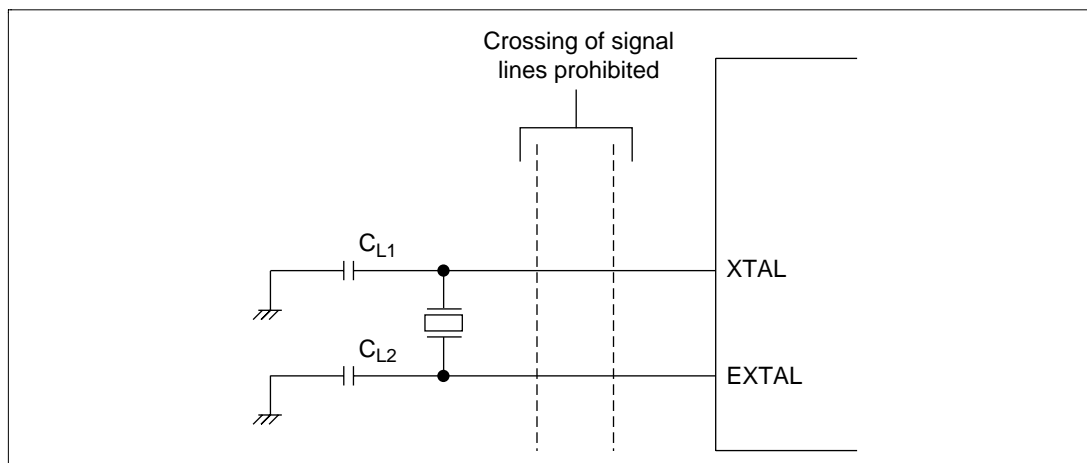 Crossing of signal
lines prohibited
CL1
XTAL
CL2
EXTAL